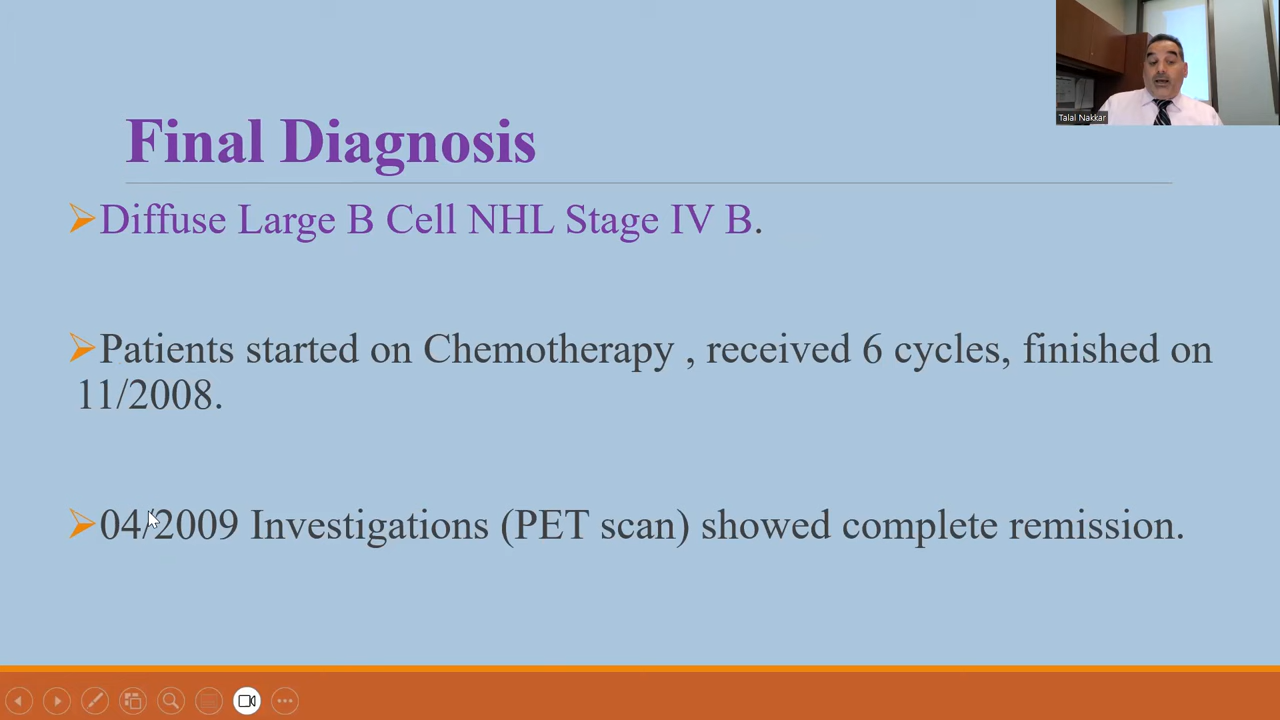 Talal Nakkar
Final Diagnosis
Diffuse Large B Cell NHL Stage IV B.
Patients started on Chemotherapy , received 6 cycles, finished on
11/2008.
04/2009 Investigations (PET scan) showed complete remission.